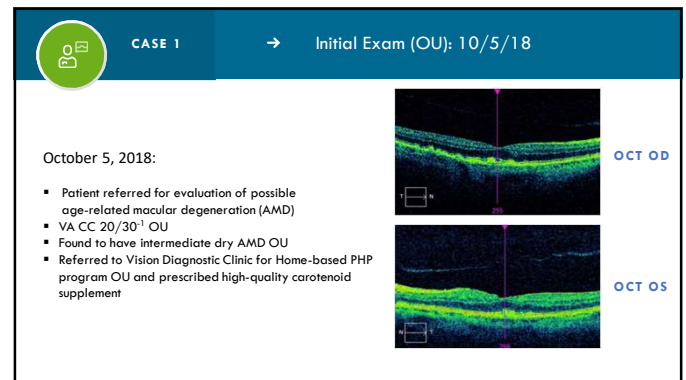 CASE 1
→ Initial Exam (OU): 10/5/18
October 5, 2018:
▪ Patient referred for evaluation of possible
age-related macular degeneration (AMD)
▪ VA CC 20/30-1 OU
▪ Found to have intermediate dry AMD OU
▪ Referred to Vision Diagnostic Clinic for Home-based PHP
program OU and prescribed high-quality carotenoid
supplement
T N
255
OCT OD
N T
OCT OS